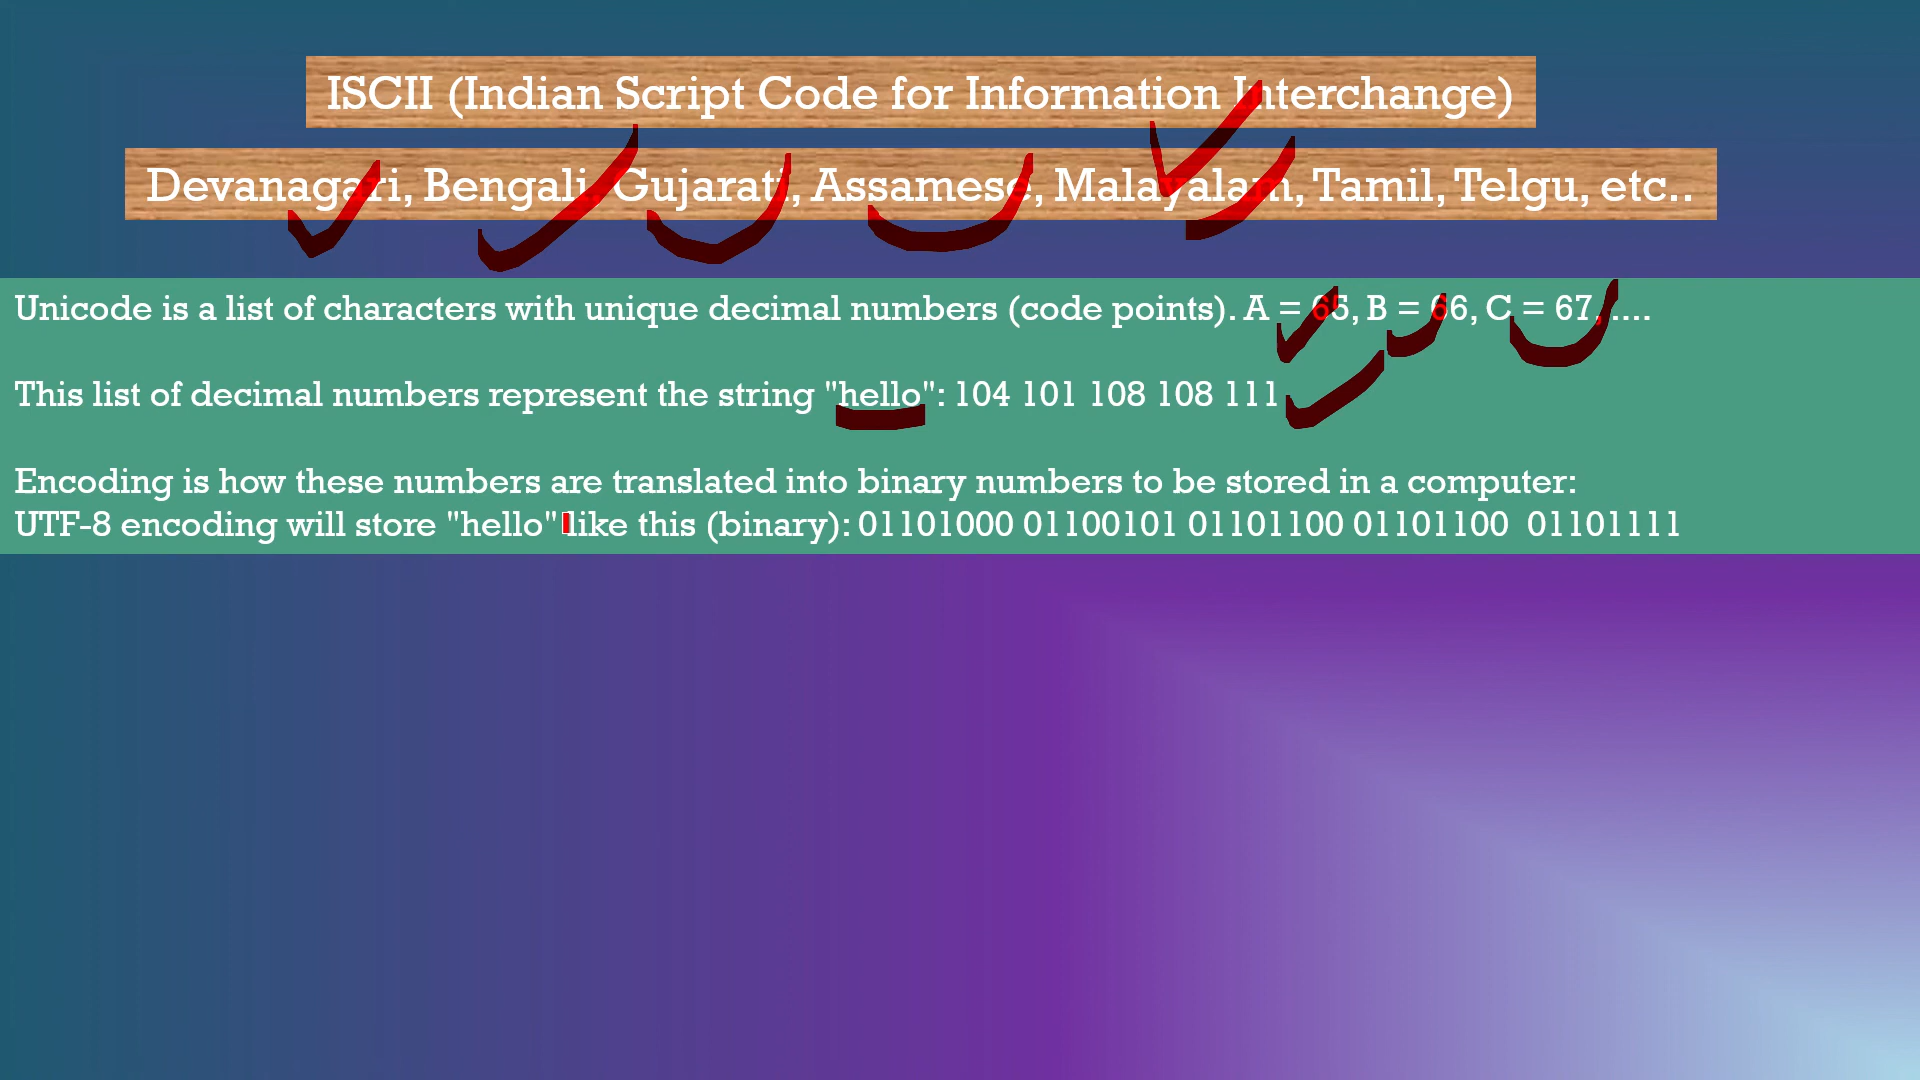 ISCII (Indian Script Code for Information Interchange)
Devanagari, Bengali, Gujarati, Assamese, Malayalam, Tamil, Telgu, etc..
Unicode is a list of characters with unique decimal numbers (code points). A = 65, B = 66, C = 67, ....
This list of decimal numbers represent the string "hello": 104 101 108 108 111
Encoding is how these numbers are translated into binary numbers to be stored in a computer:
UTF-8 encoding will store "hello" like this (binary): 01101000 01100101 01101100 01101100  01101111